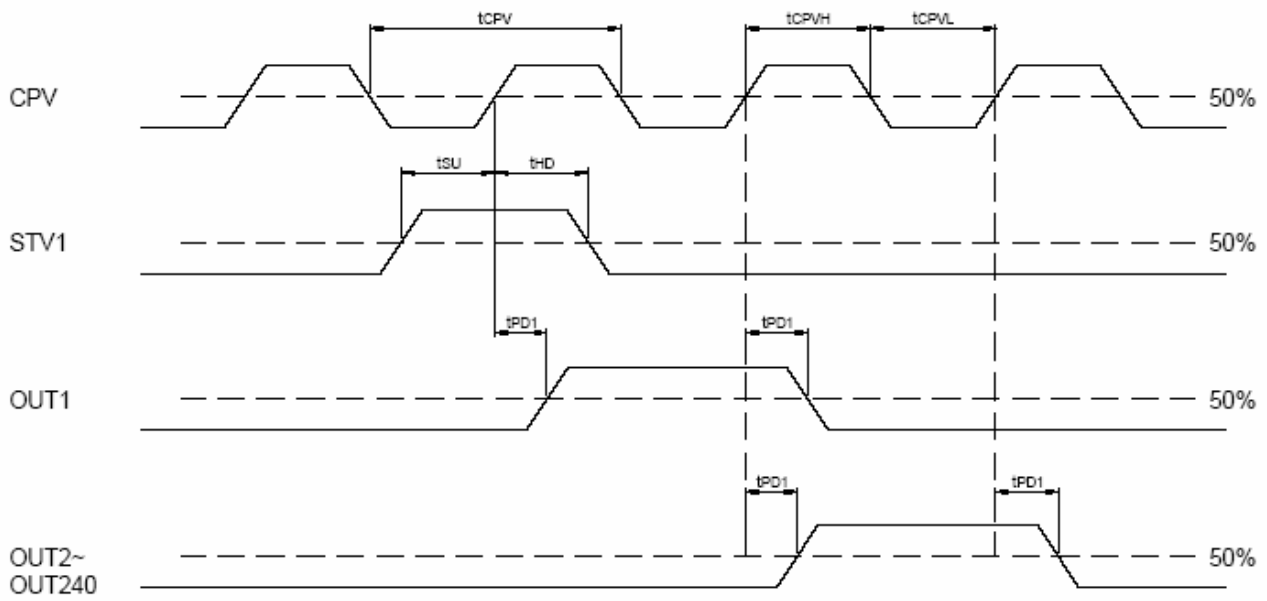 tCPV
tCPVH
tCPVL
CPV
50%
tSU
tHD
STV1
50%
tPD1
tPD1
OUT1
50%
tPD1
tPD1
OUT2~
OUT240
50%